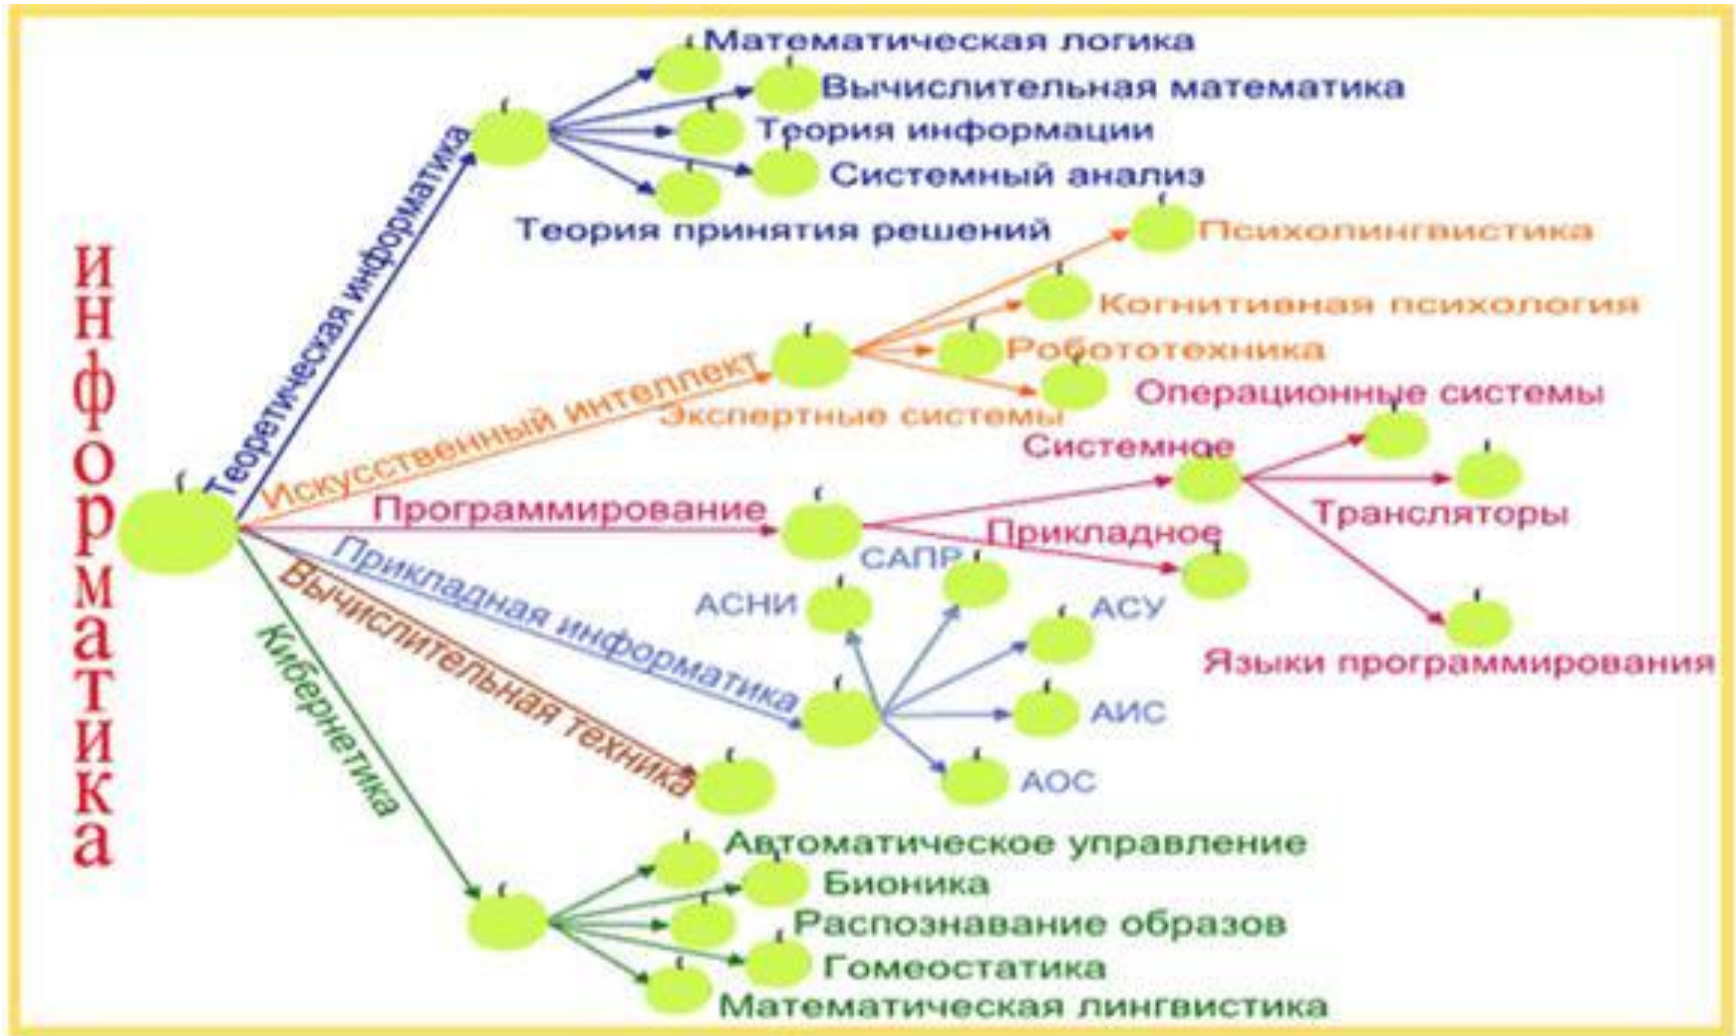 информатика
Теоретическая информатика
Математическая логика
Вычислительная математика
Теория информации
Системный анализ
Теория принятия решений
Искусственный интеллект
Психолингвистика
Когнитивная психология
Робототехника
Экспертные системы
Программирование
Системное
Операционные системы
Трансляторы
Языки программирования
Прикладное
Прикладная информатика
АСНИ
САПР
АСУ
АИС
АОС
Вычислительная техника
Кибернетика
Автоматическое управление
Бионика
Распознавание образов
Гомеостатика
Математическая лингвистика